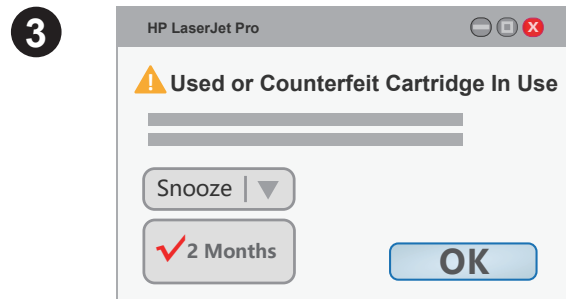 3
HP LaserJet Pro
X
! Used or Counterfeit Cartridge In Use
Snooze
2 Months
OK